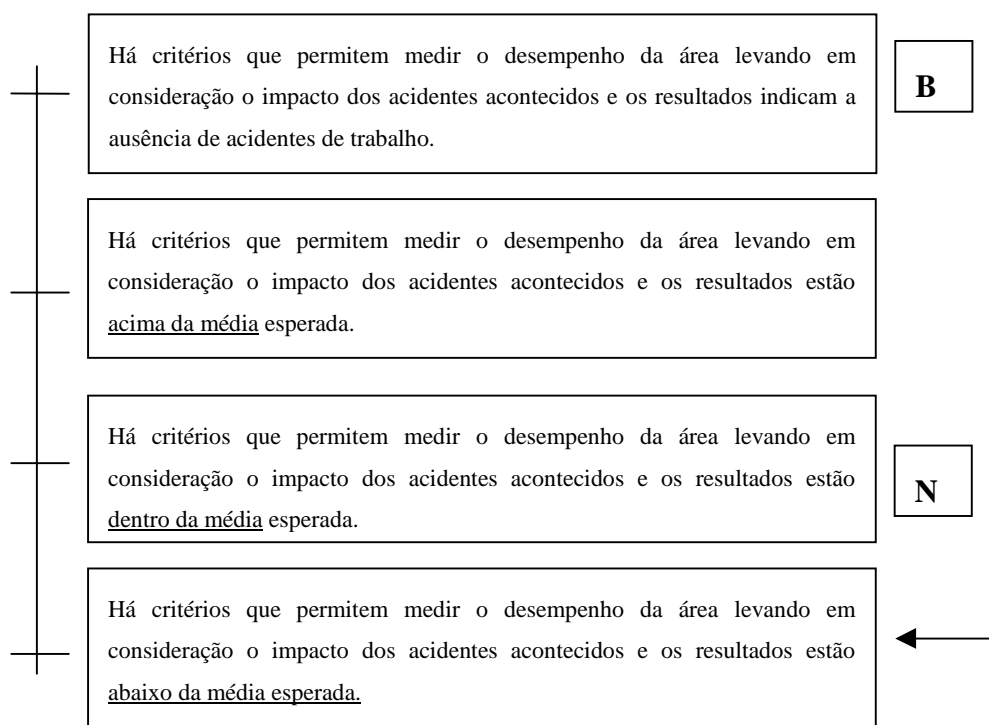 Há critérios que permitem medir o desempenho da área levando em
consideração o impacto dos acidentes acontecidos e os resultados indicam a
ausência de acidentes de trabalho.
B
Há critérios que permitem medir o desempenho da área levando em
consideração o impacto dos acidentes acontecidos e os resultados estão
acima da média esperada.
Há critérios que permitem medir o desempenho da área levando em
consideração o impacto dos acidentes acontecidos e os resultados estão
dentro da média esperada.
N
Há critérios que permitem medir o desempenho da área levando em
consideração o impacto dos acidentes acontecidos e os resultados estão
abaixo da média esperada.